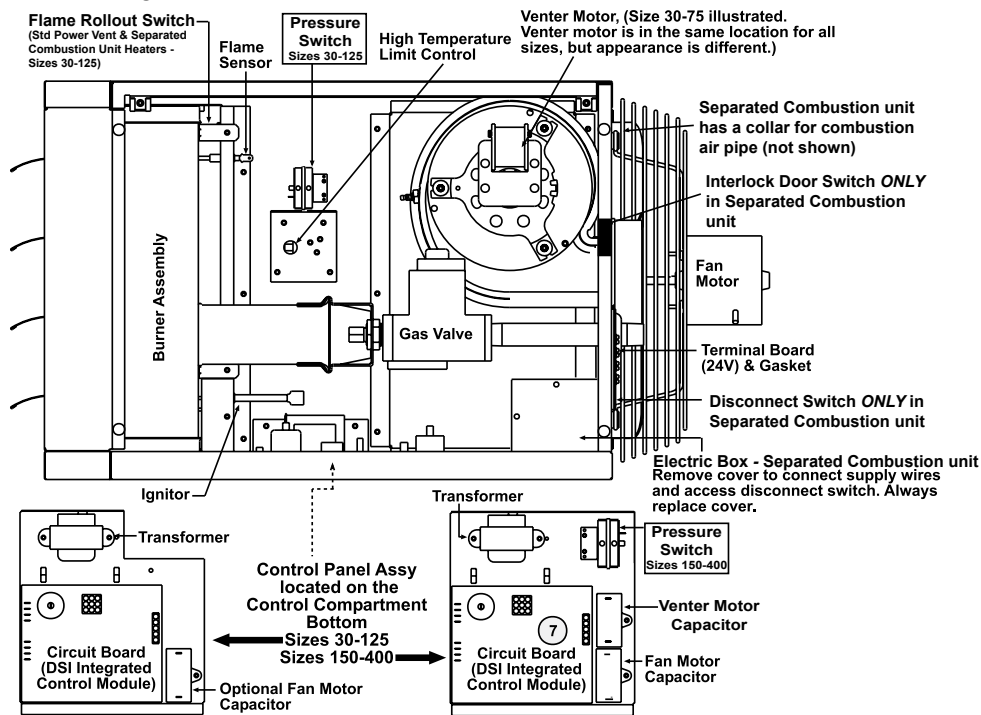 Flame Rollout Switch
(Std Power Vent & Separated
Combustion Unit Heaters -
Sizes 30-125)
Flame
Sensor
Pressure
Switch
Sizes 30-125
High Temperature
Limit Control
Venter Motor, (Size 30-75 illustrated.
Venter motor is in the same location for all
sizes, but appearance is different.)
Separated Combustion unit
has a collar for combustion
air pipe (not shown)
Interlock Door Switch ONLY
in Separated Combustion
unit
Fan
Motor
Burner Assembly
Gas Valve
Terminal Board
(24V) & Gasket
Disconnect Switch ONLY in
Separated Combustion unit
Electric Box - Separated Combustion unit
Remove cover to connect supply wires
and access disconnect switch. Always
replace cover.
Ignitor
Transformer
Circuit Board
(DSI Integrated
Control Module)
Optional Fan Motor
Capacitor
Control Panel Assy
located on the
Control Compartment
Bottom
Sizes 30-125
Sizes 150-400
Transformer
Pressure
Switch
Sizes 150-400
7
Circuit Board
(DSI Integrated
Control Module)
Venter Motor
Capacitor
Fan Motor
Capacitor